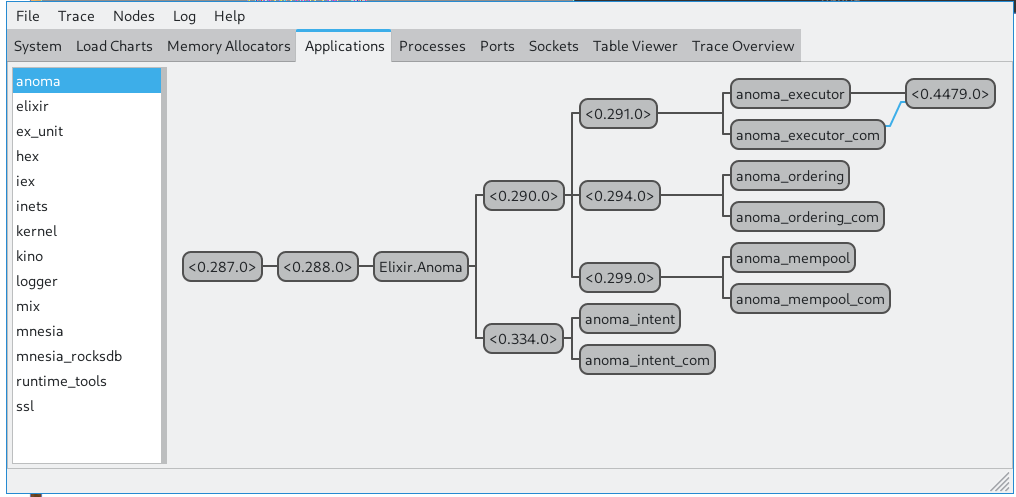 File Trace Nodes Log Help
System Load Charts Memory Allocators Applications Processes Ports Sockets Table Viewer Trace Overview
anoma
elixir
ex_unit
hex
iex
inets
kernel
kino
logger
mix
mnesia
mnesia_rocksdb
runtime_tools
ssl
<0.287.0>
<0.288.0>
Elixir.Anoma
<0.290.0>
<0.334.0>
<0.291.0>
<0.294.0>
<0.299.0>
anoma_intent
anoma_intent_com
anoma_executor
anoma_executor_com
anoma_ordering
anoma_ordering_com
anoma_mempool
anoma_mempool_com
<0.4479.0>